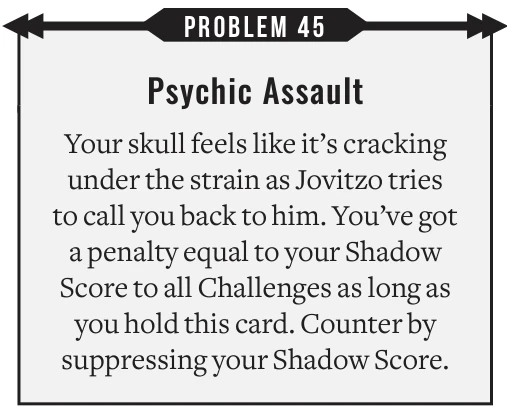 PROBLEM 45
Psychic Assault
Your skull feels like it’s cracking
under the strain as Jovitzo tries
to call you back to him. You’ve got
a penalty equal to your Shadow
Score to all Challenges as long as
you hold this card. Counter by
suppressing your Shadow Score.